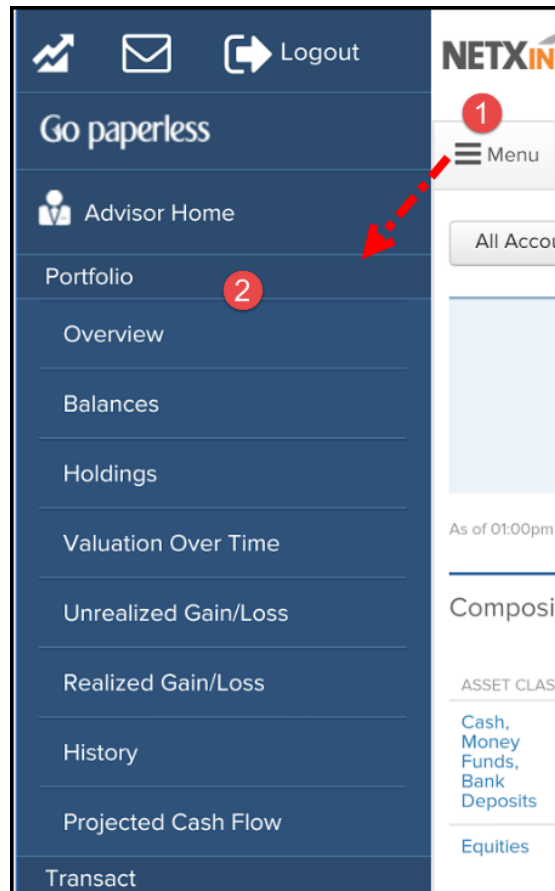 Logout
Go paperless
Advisor Home
Portfolio
2
Overview
Balances
Holdings
Valuation Over Time
Unrealized Gain/Loss
Realized Gain/Loss
History
Projected Cash Flow
Transact
NETXIN
1
Menu
All Accou
As of 01:00pm
Composi
ASSET CLAS
Cash,
Money
Funds,
Bank
Deposits
Equities